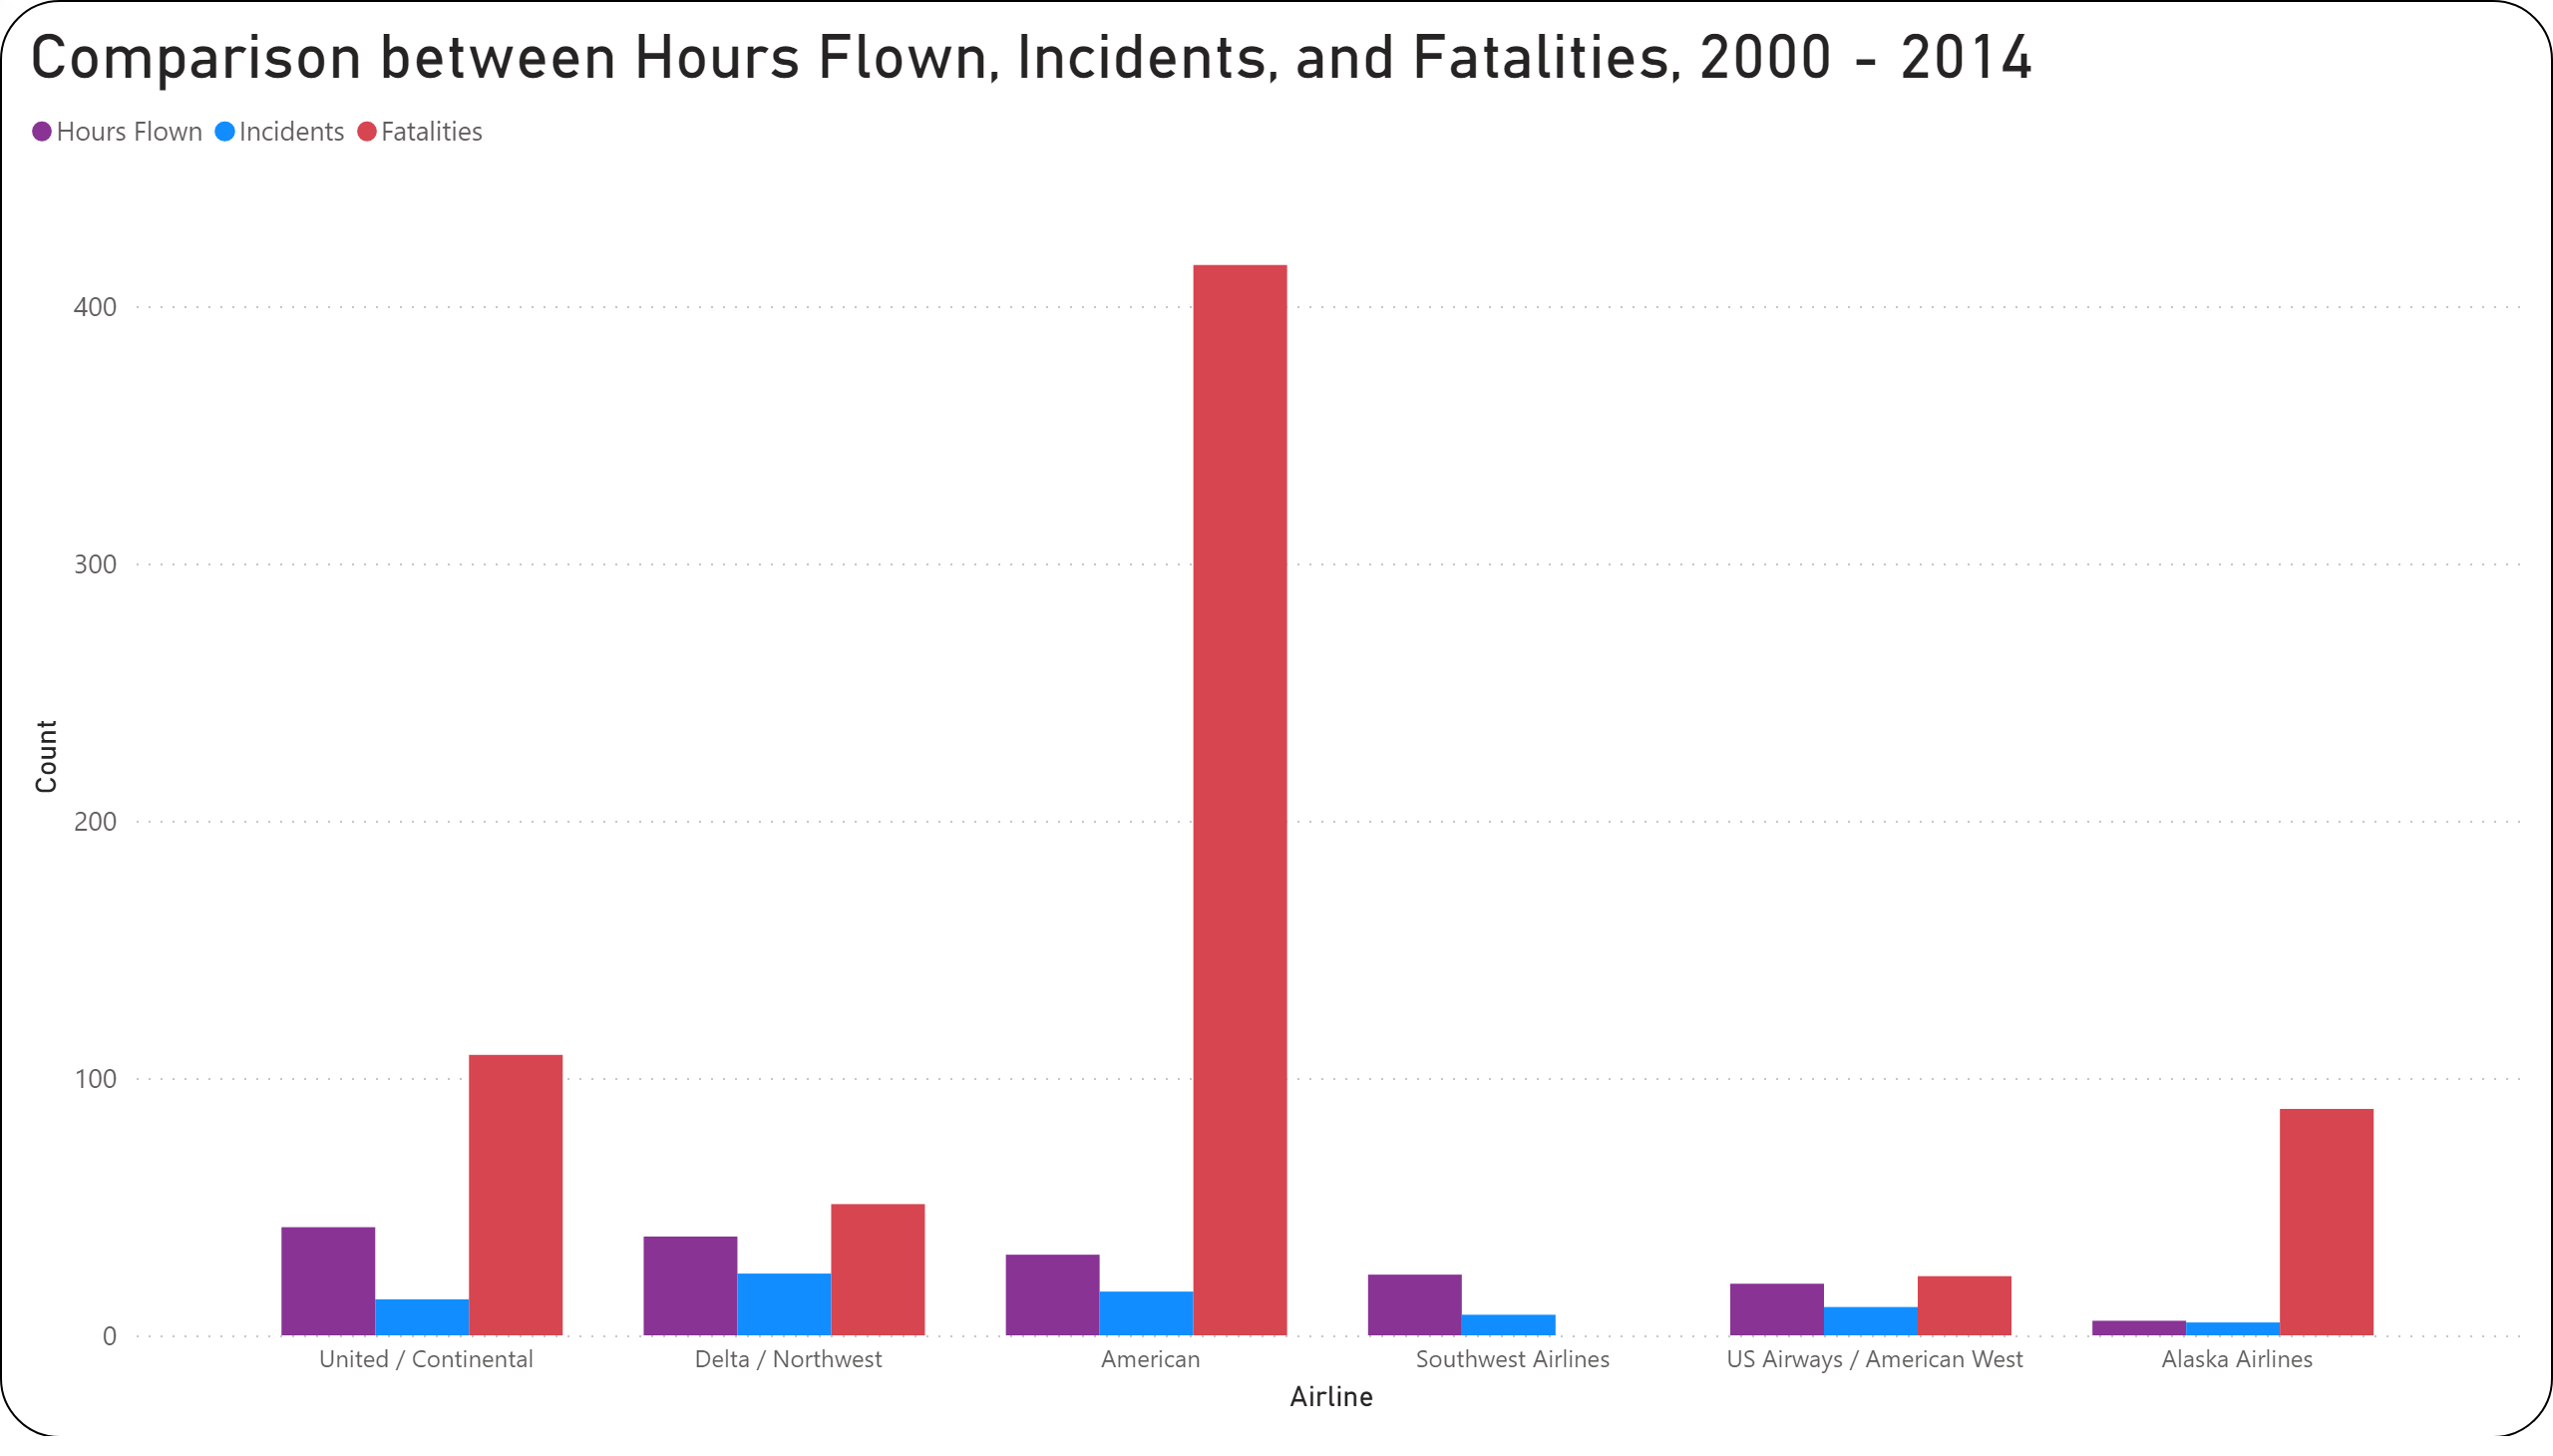 Comparison between Hours Flown, Incidents, and Fatalities, 2000 - 2014
Hours Flown Incidents Fatalities
400
300
200
100
0
Count
United / Continental Delta / Northwest American Southwest Airlines US Airways / American West Alaska Airlines
Airline